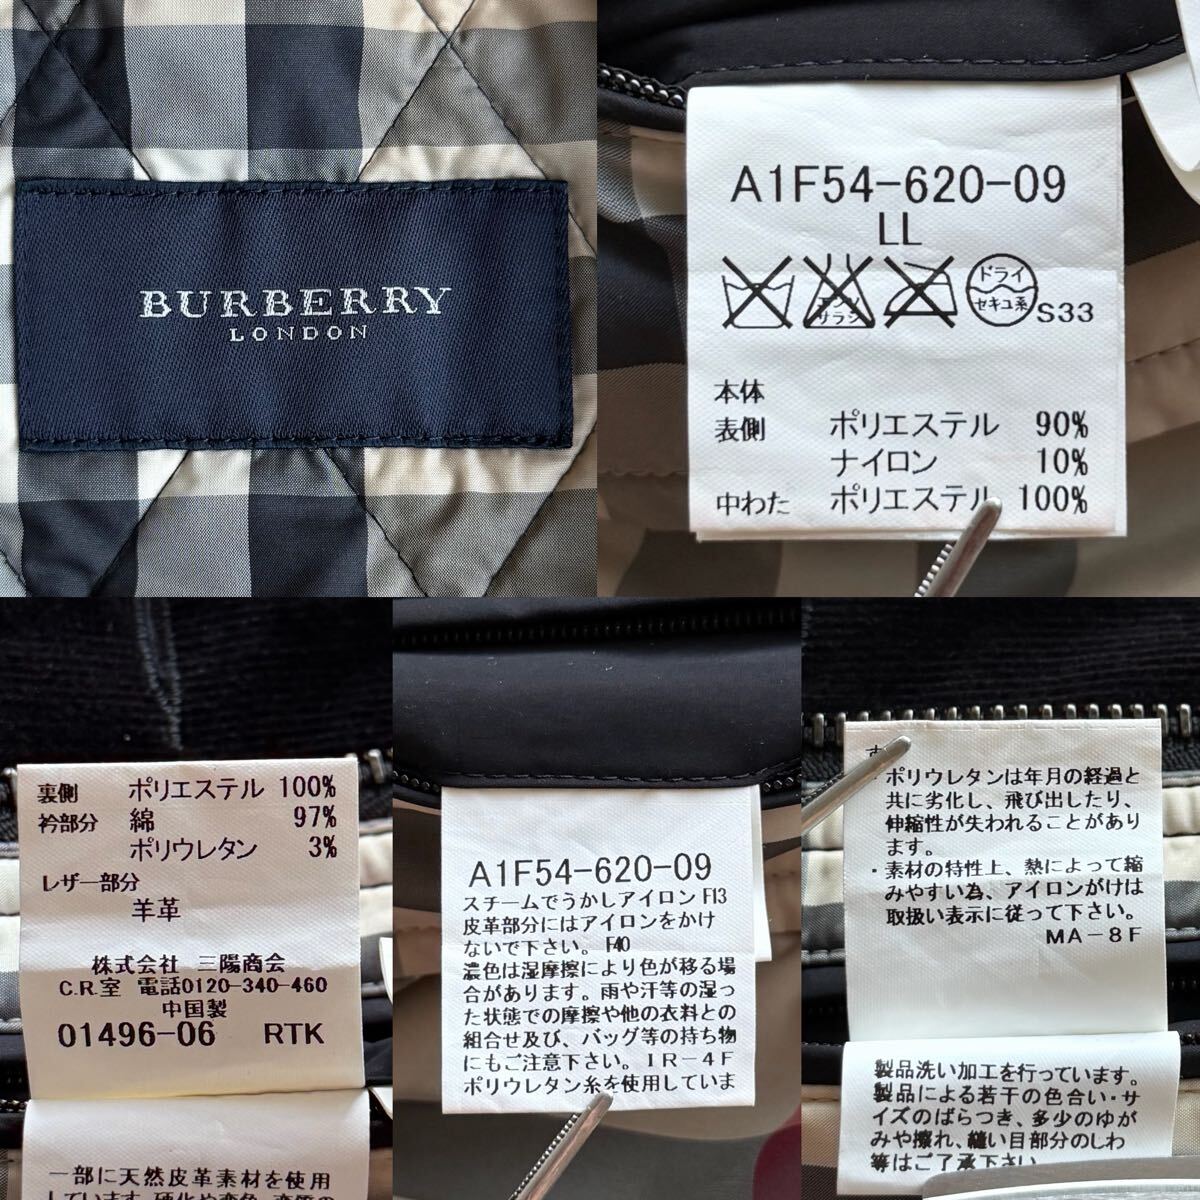 BURBERRY
LONDON
A1F54-620-09
LL
エンソ
サラシ
ドライ
セキユ系
S33
本体
表側 ポリエステル 90%
ナイロン 10%
中わた ポリエステル 100%
裏側 ポリエステル 100%
衿部分 綿 97%
ポリウレタン 3%
レザー部分
羊革
株式会社 三陽商会
C.R.室 電話0120-340-460
中国製
01496-06 RTK
一部に天然皮革素材を使用
A1F54-620-09
スチームでうかしアイロン F13
皮革部分にはアイロンをかけ
ないで下さい。 F40
濃色は湿摩擦により色が移る場
合があります。雨や汗等の湿っ
た状態での摩擦や他の衣料との
組合せ及び、バッグ等の持ち物
にもご注意下さい。 IR-4F
ポリウレタン糸を使用していま
す
・ポリウレタンは年月の経過と
共に劣化し、飛び出したり、
伸縮性が失われることがあり
ます。
・素材の特性上、熱によって縮
みやすい為、アイロンがけは
取扱い表示に従って下さい。
MA-8F
製品洗い加工を行っています。
製品による若干の色合い・サ
イズのばらつき、多少のゆが
みや擦れ、縫い目部分のしわ
等はご了承下さい